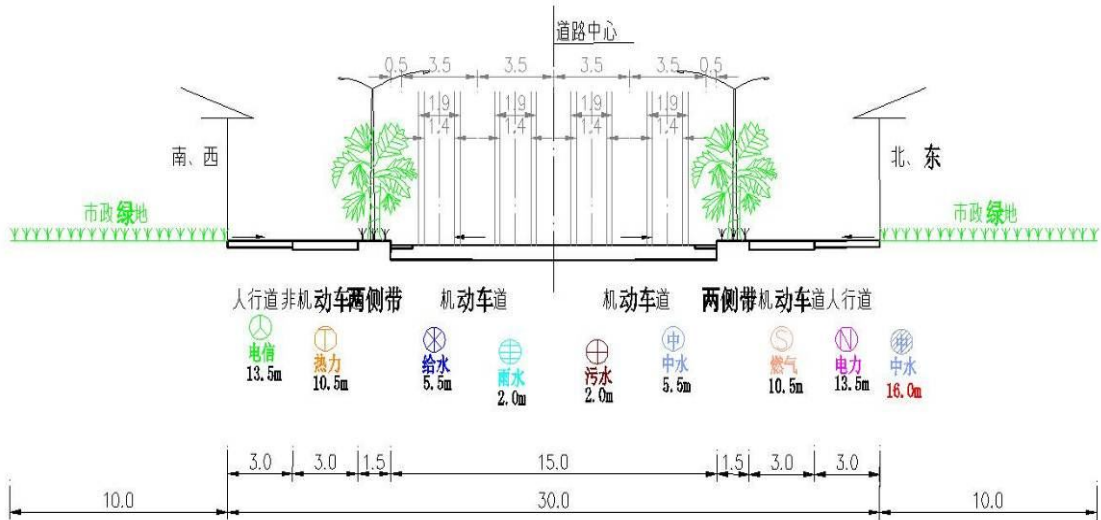 道路中心
0.5 3.5 3.5 3.5 3.5 0.5
1.9 1.9 1.9 1.9
1.4 1.4 1.4 1.4
南、西
北、东
市政绿地
市政绿地
人行道 非机动车 两侧带 机动车道 机动车道 两侧带 机动车道 人行道
电信 热力 给水 雨水 污水 中水 燃气 电力 中水
13.5m 10.5m 5.5m 2.0m 2.0m 5.5m 10.5m 13.5m 16.0m
3.0 3.0 1.5 15.0 1.5 3.0 3.0
10.0 30.0 10.0